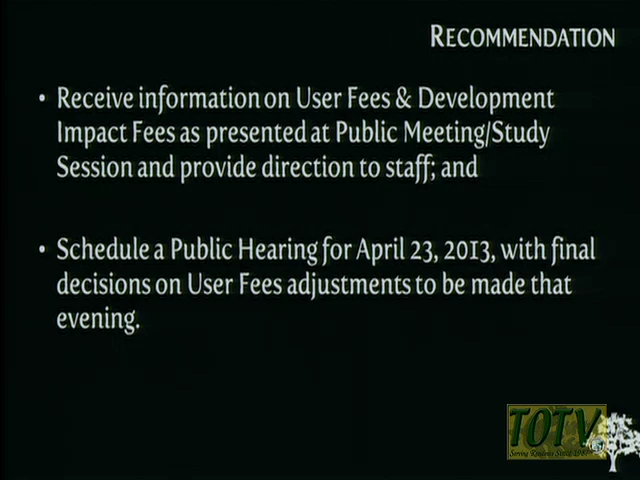 RECOMMENDATION
• Receive information on User Fees & Development
Impact Fees as presented at Public Meeting/Study
Session and provide direction to staff; and
• Schedule a Public Hearing for April 23, 2013, with final
decisions on User Fees adjustments to be made that
evening.
TOTV